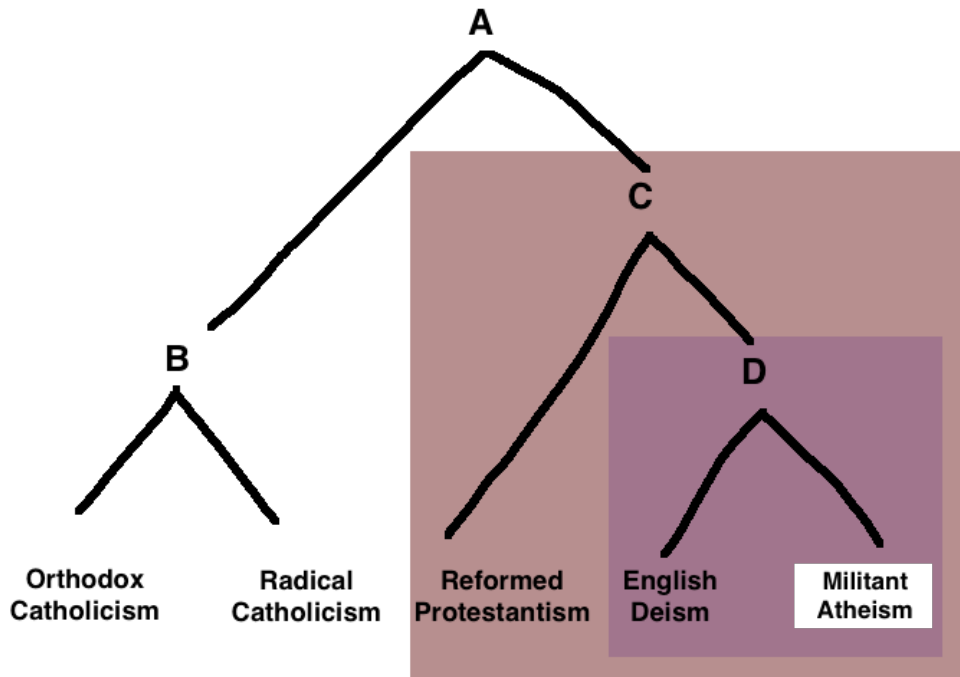 A
C
B
D
Orthodox
Catholicism
Radical
Catholicism
Reformed
Protestantism
English
Deism
Militant
Atheism